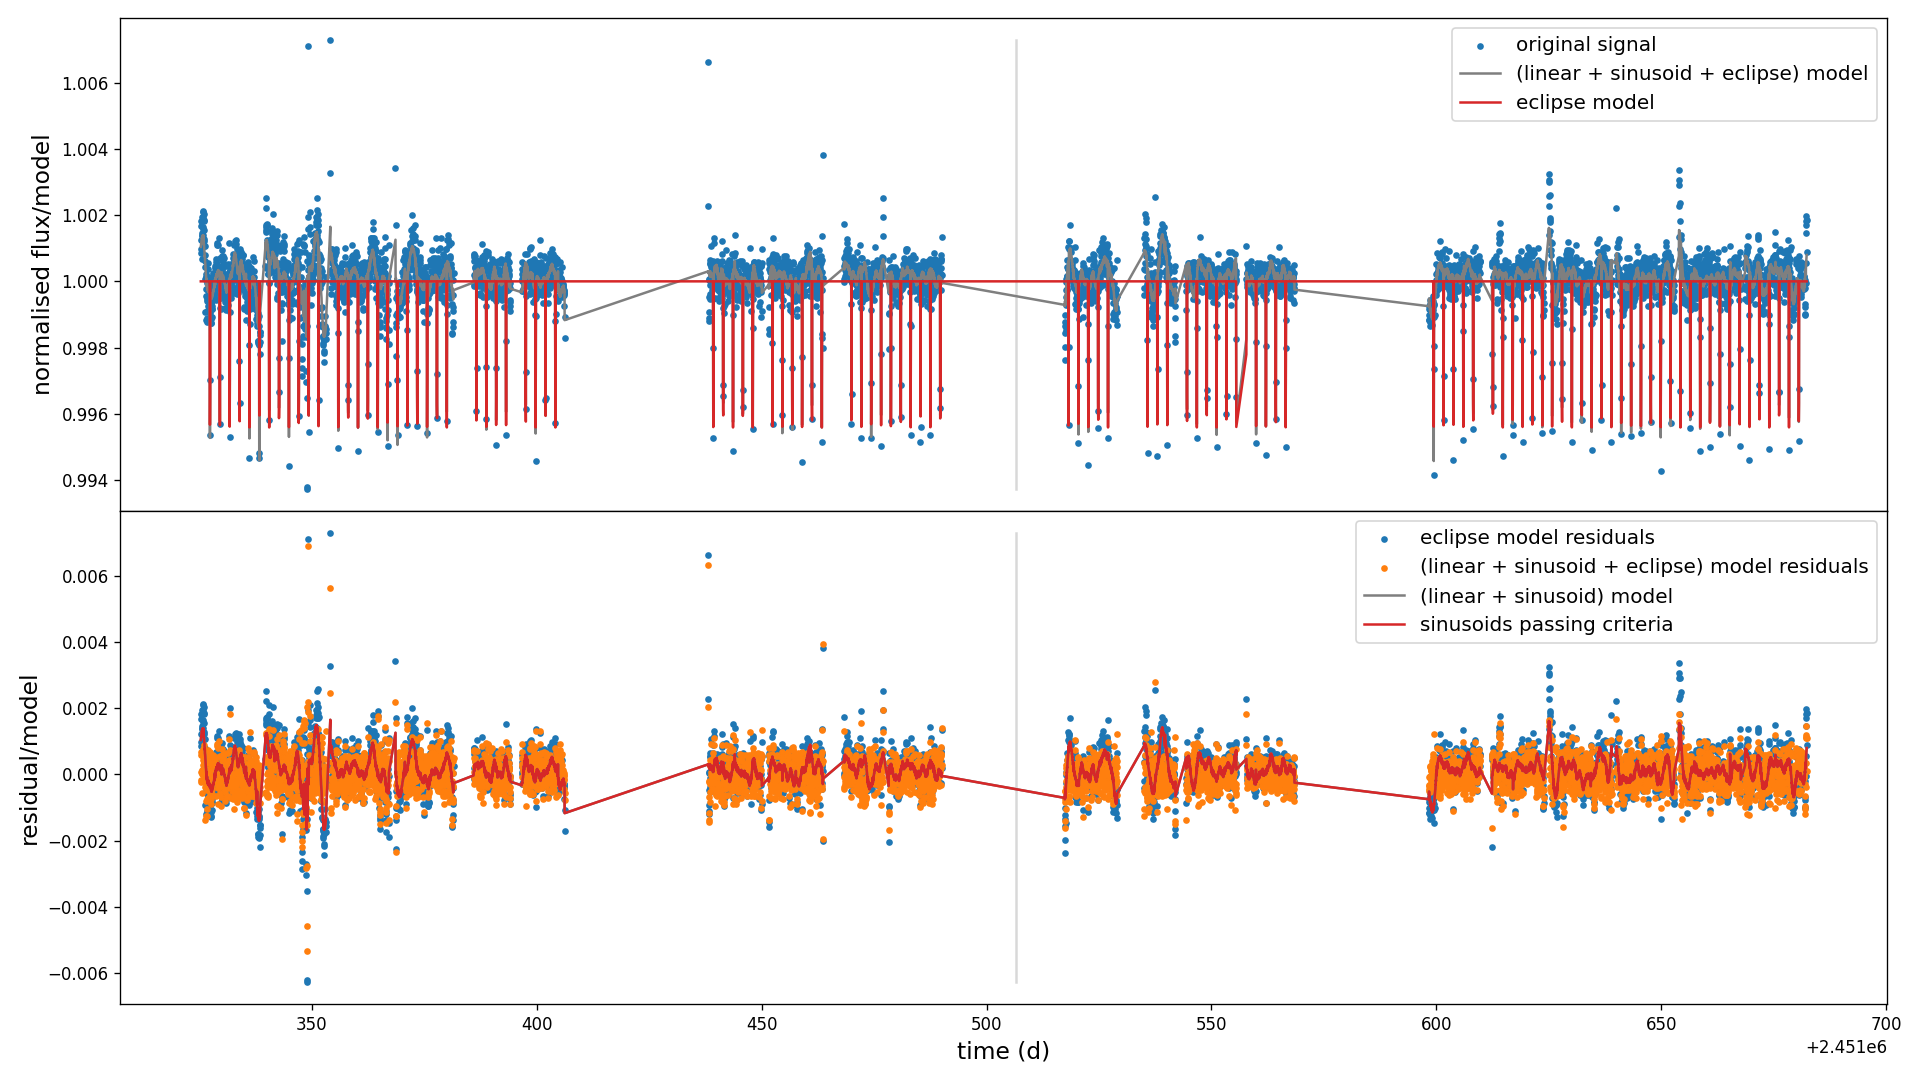 original signal
(linear + sinusoid + eclipse) model
eclipse model
normalised flux/model
1.006
1.004
1.002
1.000
0.998
0.996
0.994
eclipse model residuals
(linear + sinusoid + eclipse) model residuals
(linear + sinusoid) model
sinusoids passing criteria
residual/model
0.006
0.004
0.002
0.000
−0.002
−0.004
−0.006
350 400 450 500 550 600 650 700
time (d)
+2.451e6